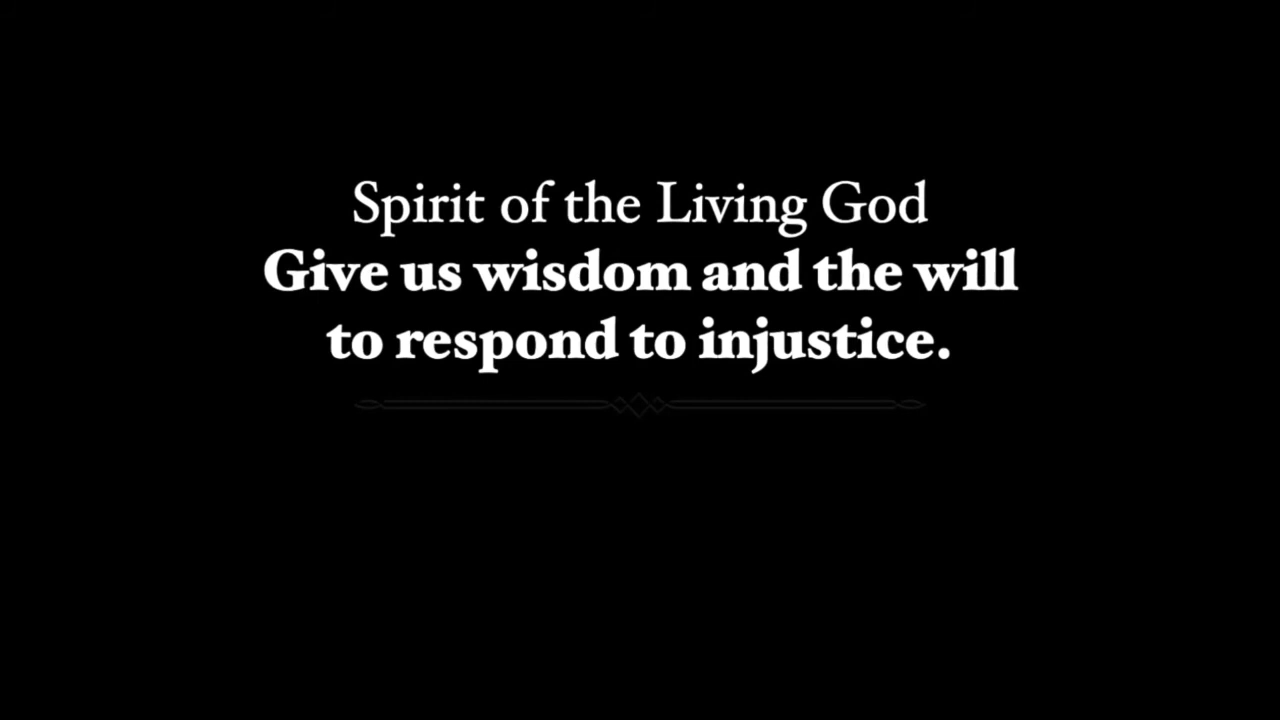 Spirit of the Living God
Give us wisdom and the will
to respond to injustice.